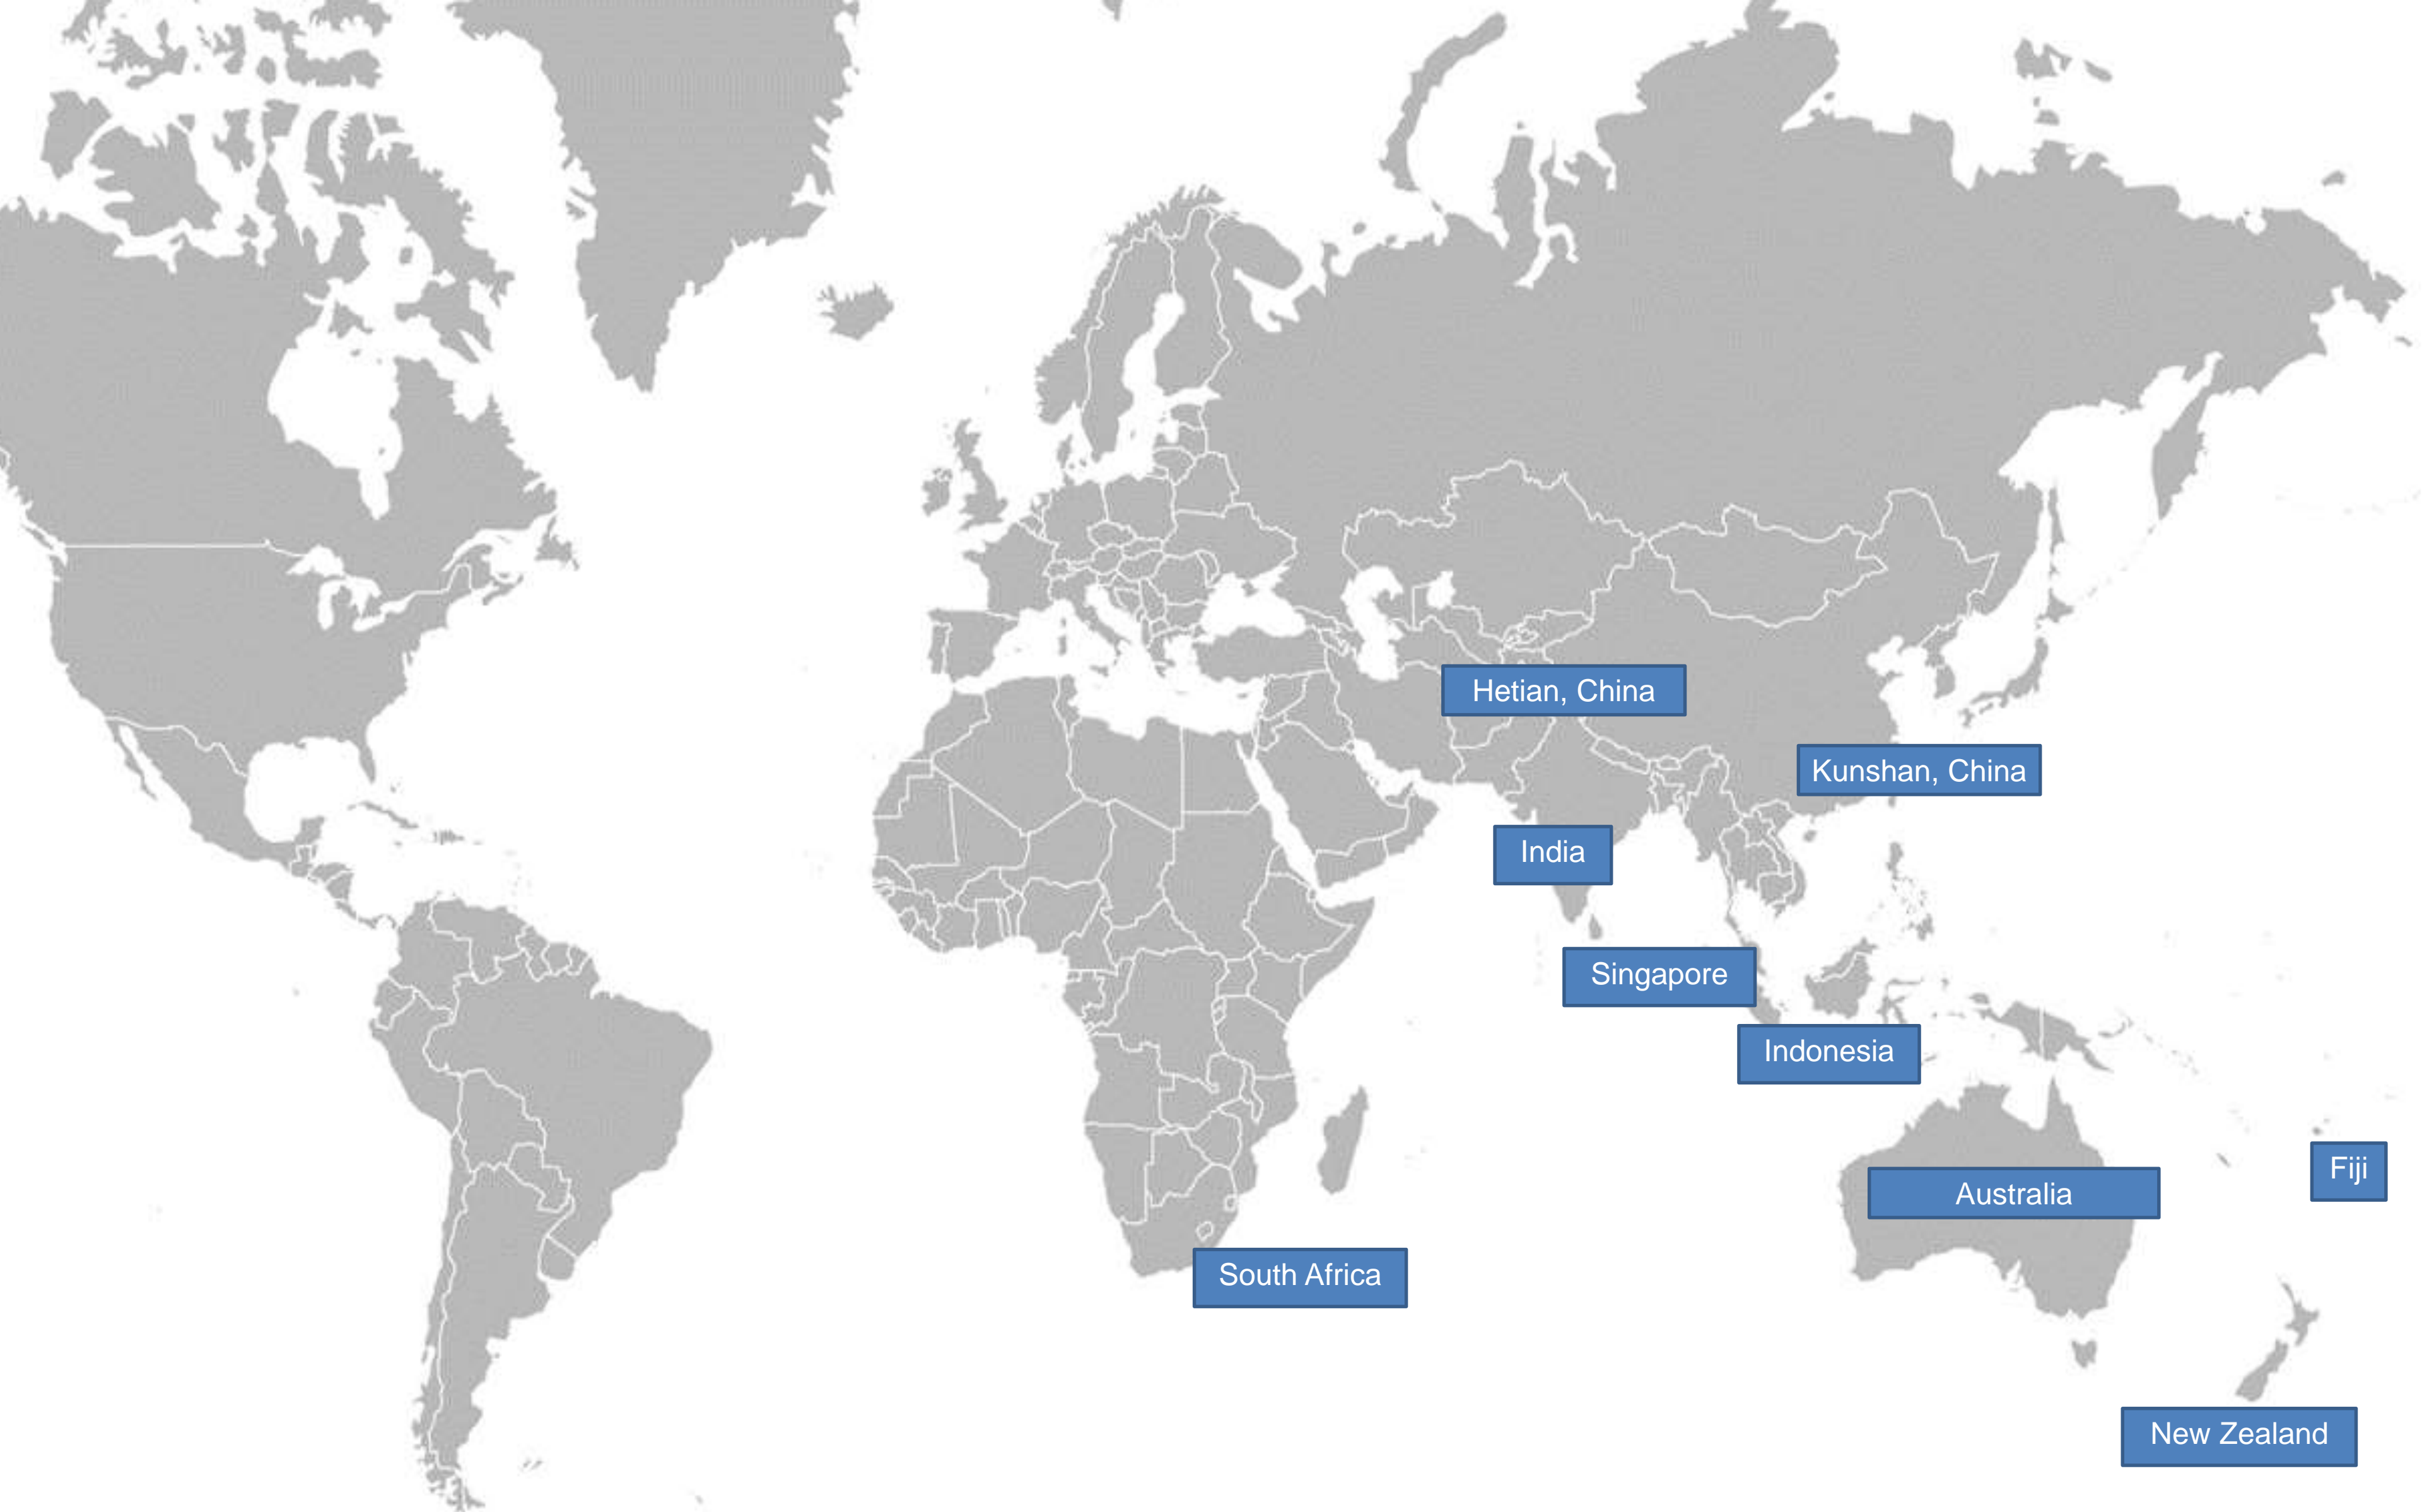 Hetian, China
Kunshan, China
India
Singapore
Indonesia
Fiji
Australia
South Africa
New Zealand